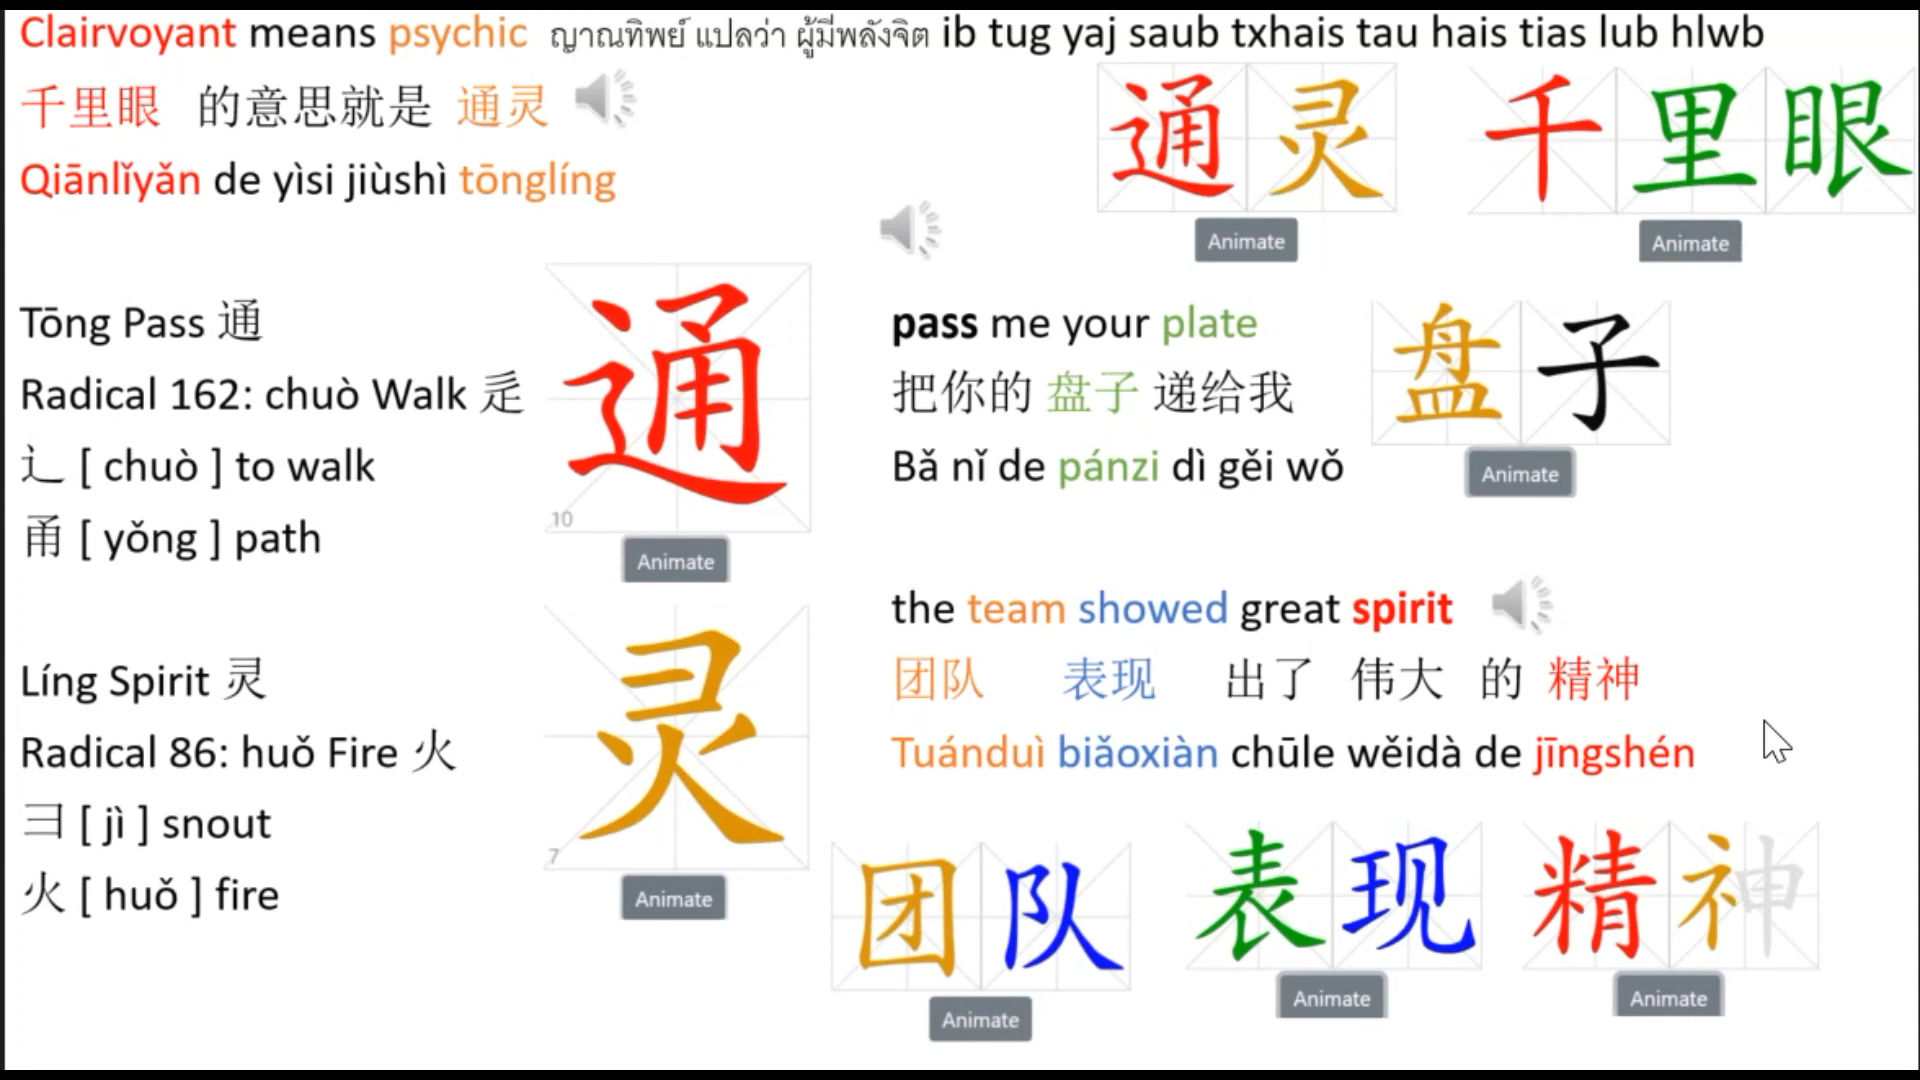 Clairvoyant means psychic ญาณทิพย์ แปลว่า ผู้มีพลังจิต ib tug yaj saub txhais tau hais tias lub hlwb
千里眼 的意思就是 通灵
Qiānlǐyǎn de yìsi jiùshì tōnglíng
通灵
Animate
千里眼
Animate
Tōng Pass 通
Radical 162: chuò Walk 辵
辶 [ chuò ] to walk
甬 [ yǒng ] path
通
10
Animate
pass me your plate
把你的 盘子 递给我
Bǎ nǐ de pánzi dì gěi wǒ
盘子
Animate
Líng Spirit 灵
Radical 86: huǒ Fire 火
彐 [ jì ] snout
火 [ huǒ ] fire
灵
7
Animate
the team showed great spirit
团队 表现 出了 伟大 的 精神
Tuánduì biǎoxiàn chūle wěidà de jīngshén
团队
Animate
表现
Animate
精神
Animate